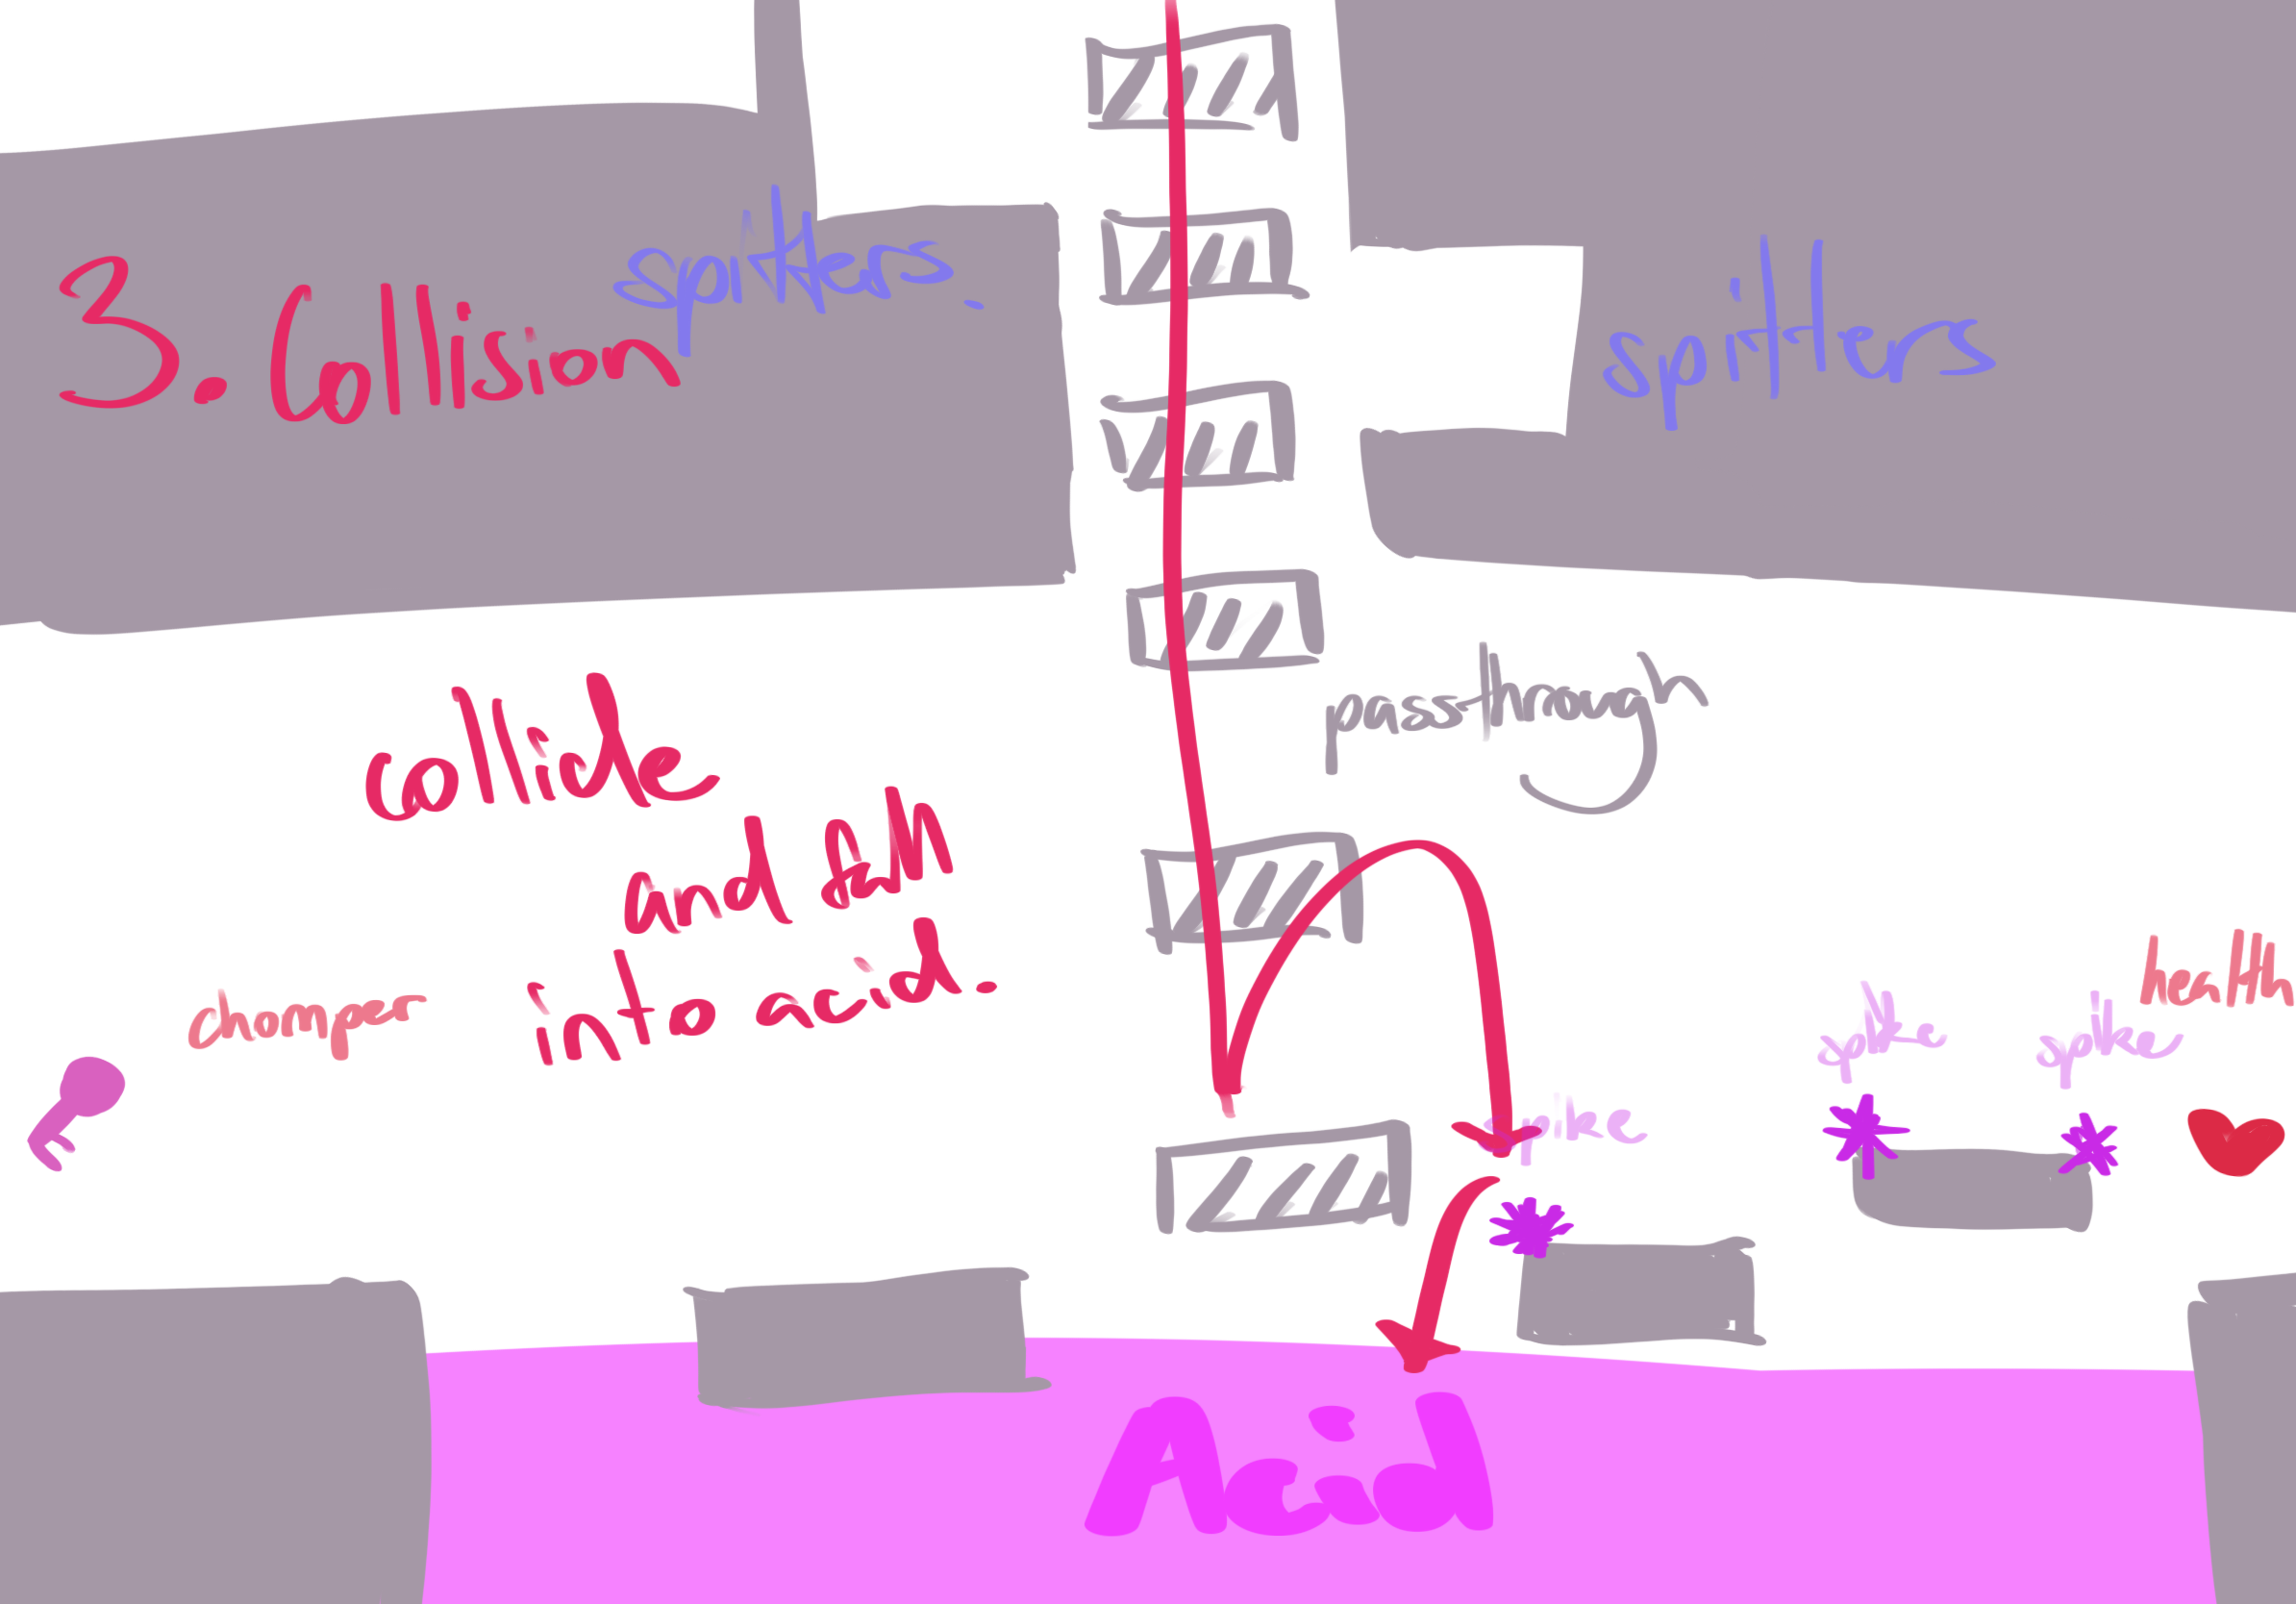 3. Collision
spitters.
spitters
passthrough
collide
and fall
into acid.
chomper
health
spike
spike
spike
Acid